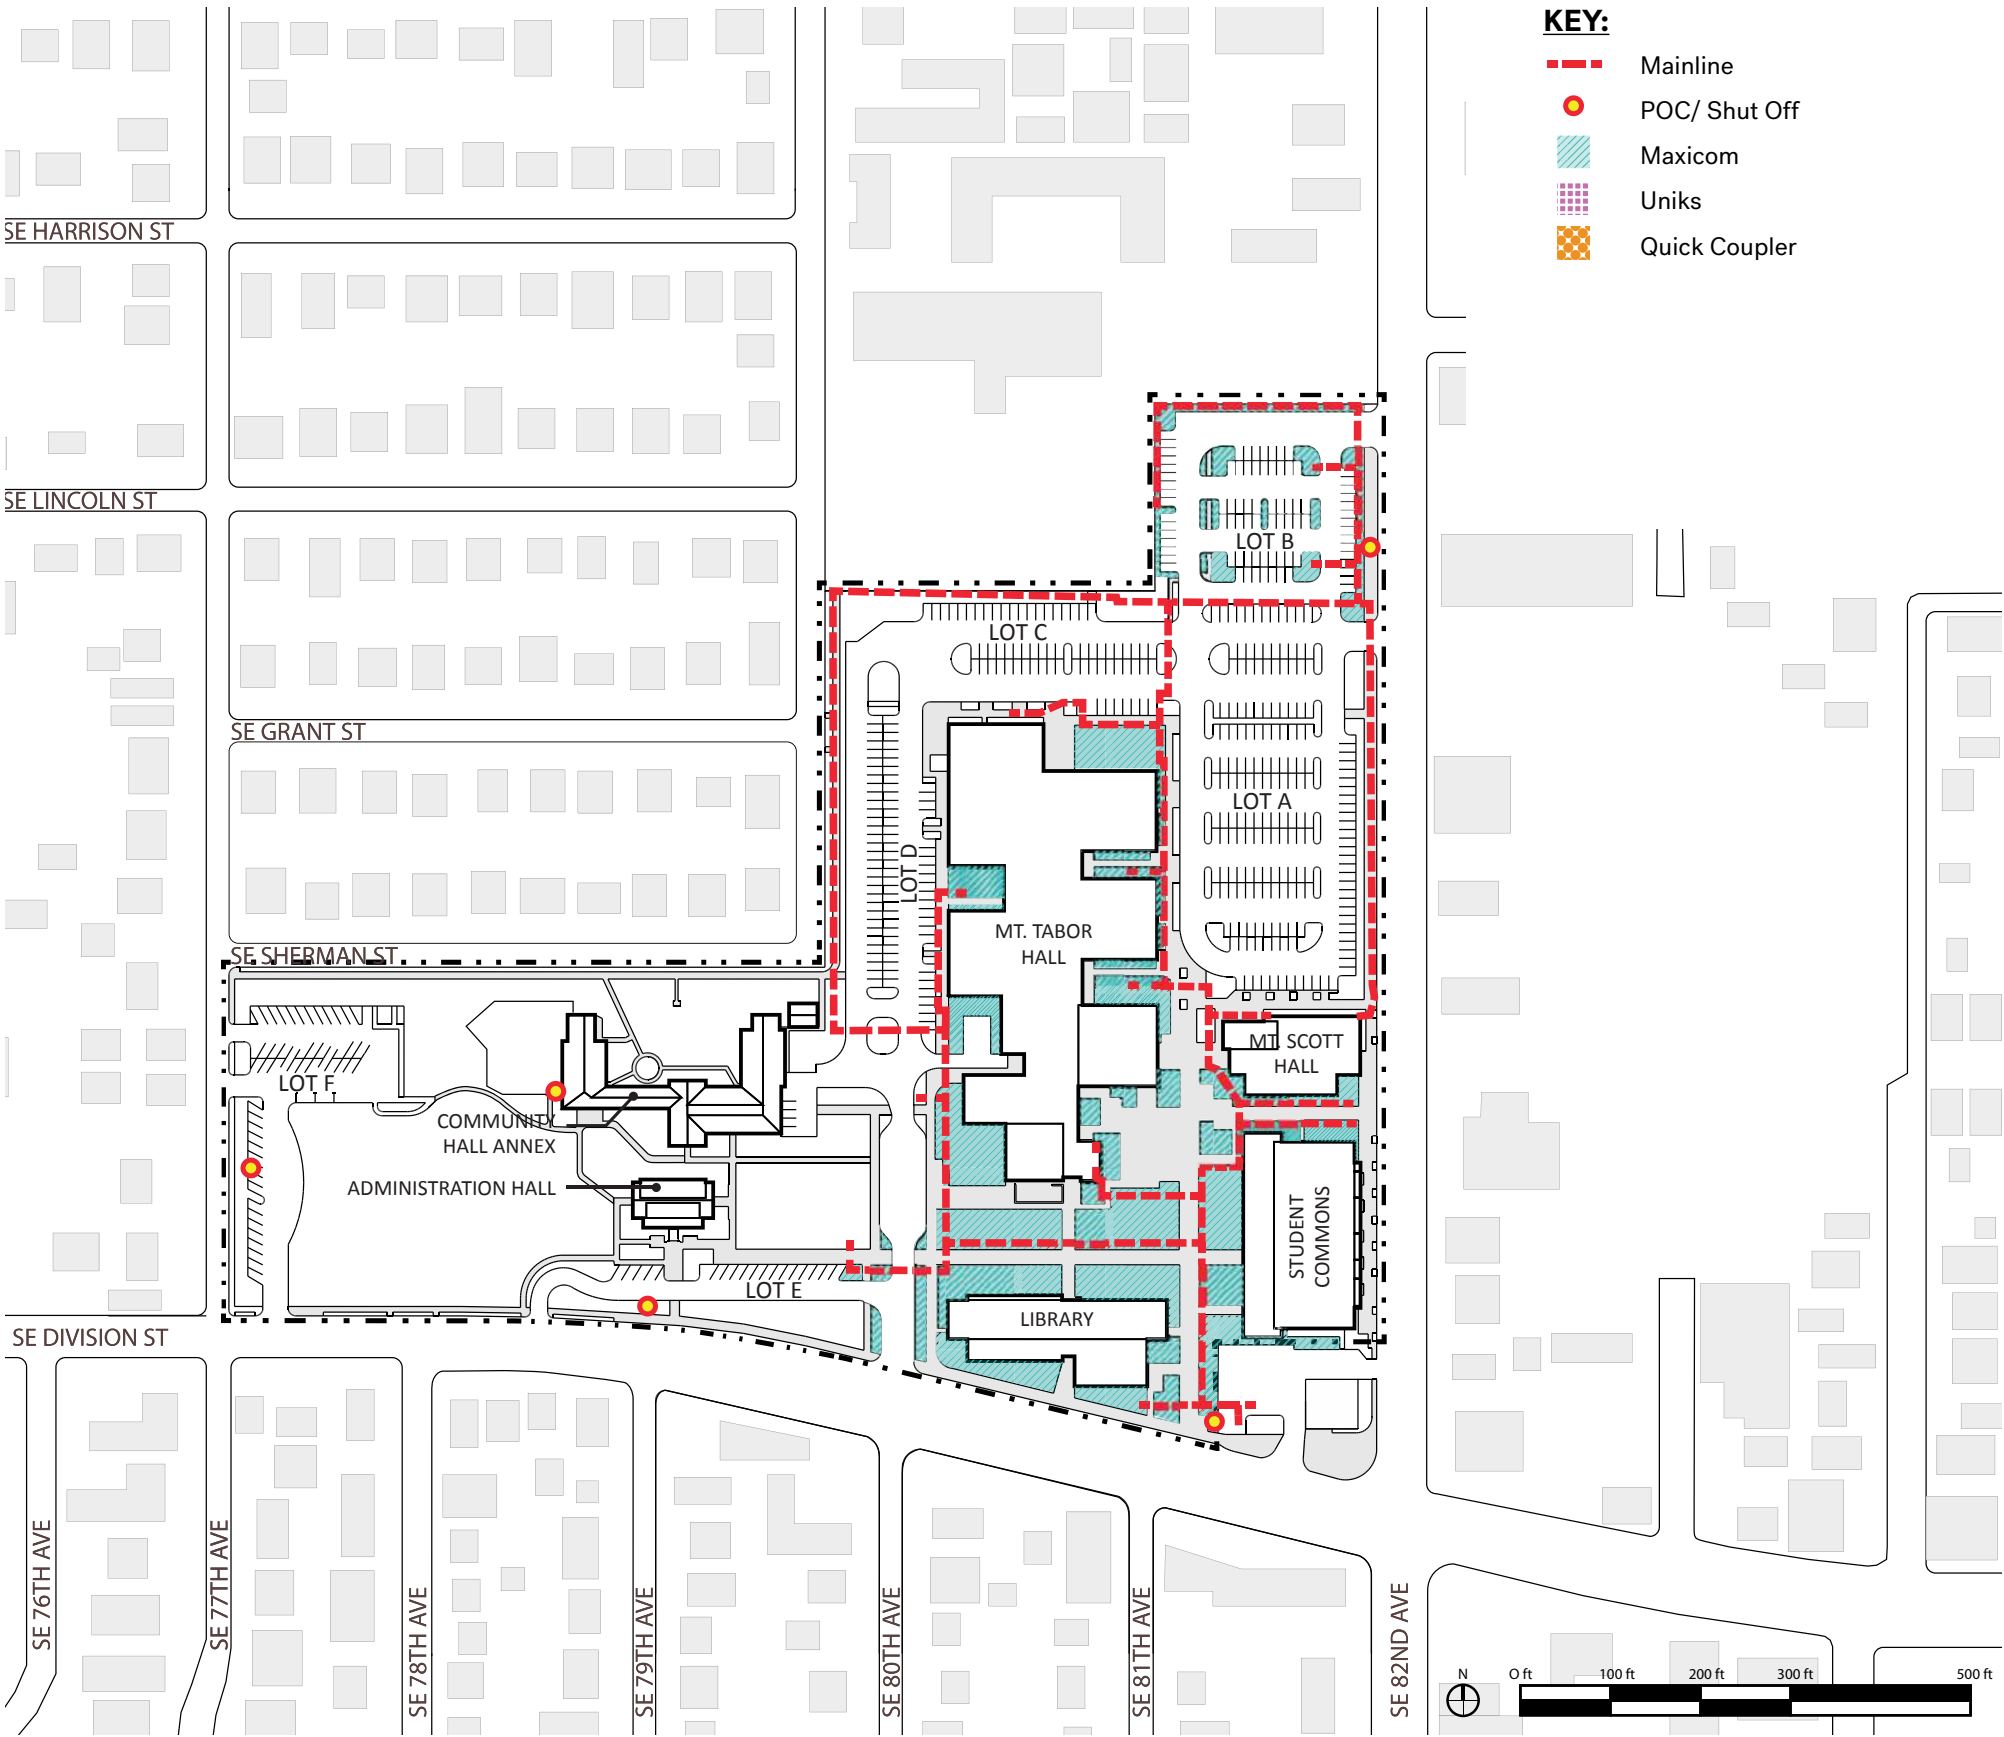 KEY:
Mainline
POC/ Shut Off
Maxicom
Uniks
Quick Coupler
SE HARRISON ST
SE LINCOLN ST
LOT B
LOT C
SE GRANT ST
LOT A
LOT D
MT. TABOR
HALL
SE SHERMAN ST
MT. SCOTT
HALL
LOT F
COMMUNITY
HALL ANNEX
ADMINISTRATION HALL
STUDENT
COMMONS
LOT E
LIBRARY
SE DIVISION ST
SE 76TH AVE
SE 77TH AVE
SE 78TH AVE
SE 79TH AVE
SE 80TH AVE
SE 81TH AVE
SE 82ND AVE
N
O ft
100 ft
200 ft
300 ft
500 ft